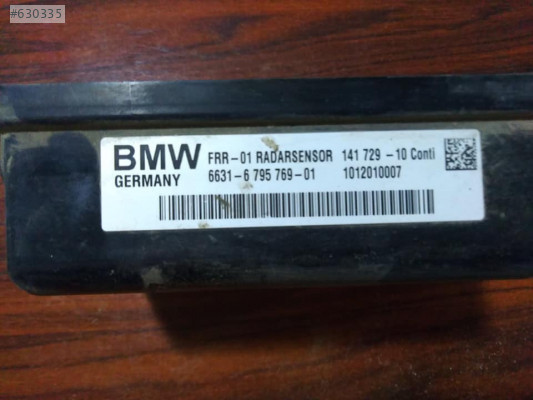 #630335
BMW FRR-01 RADARSENSOR 141 729 -10 Conti
GERMANY 6631-6 795 769-01 1012010007